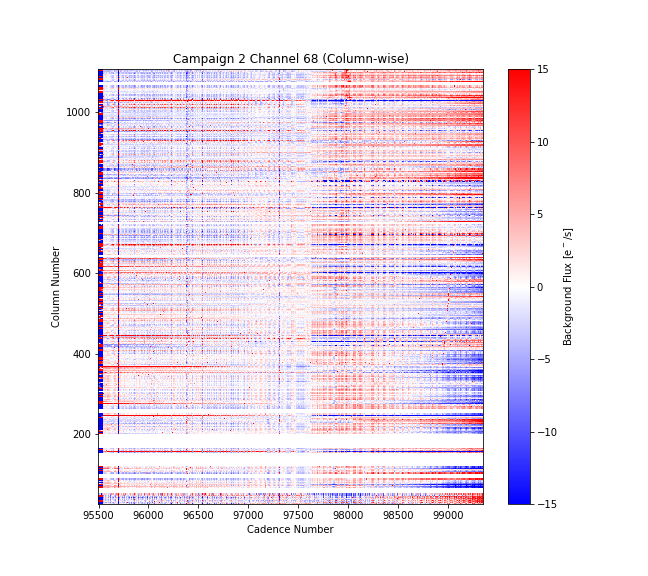 Campaign 2 Channel 68 (Column-wise)
1000
800
600
400
200
Column Number
95500 96000 96500 97000 97500 98000 98500 99000
Cadence Number
15
10
5
0
−5
−10
−15
Background Flux [e⁻/s]